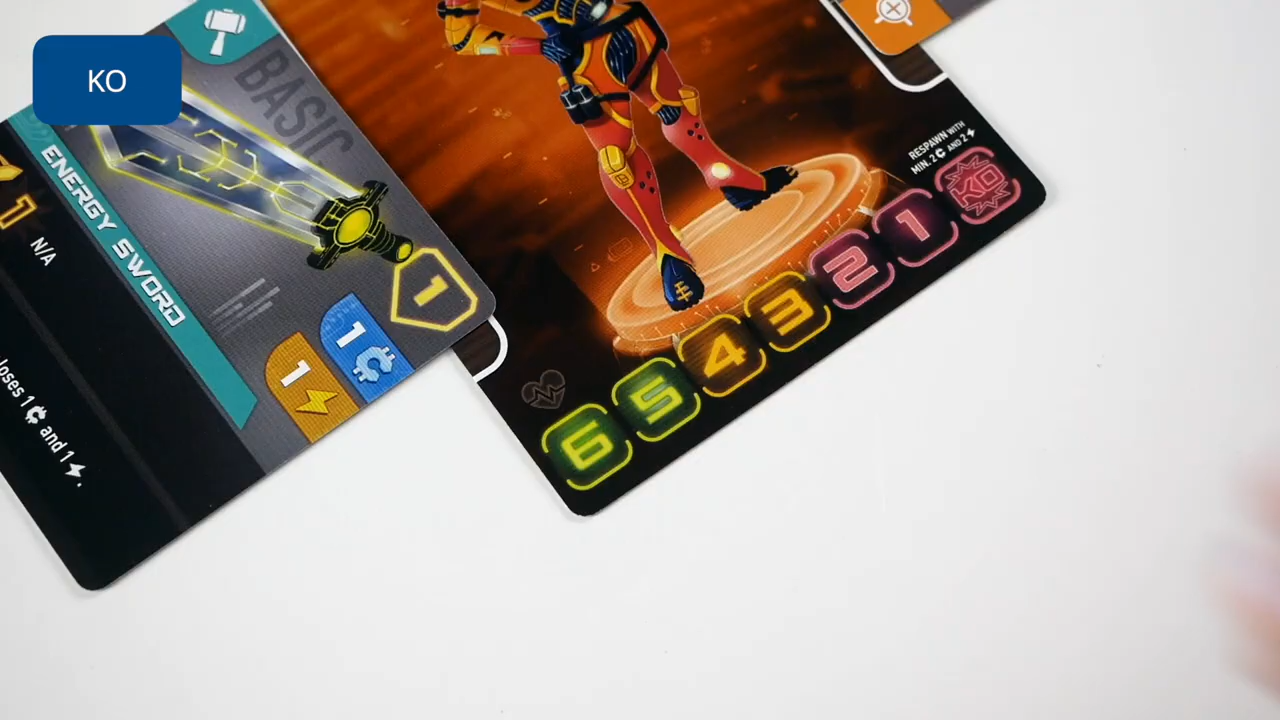 KO
BASIC
ENERGY SWORD
1
N/A
1
1
1
loses 1 and 1 .
RESPAWN WITH
MIN. 2 AND 2
6 5 4 3 2 1 KO